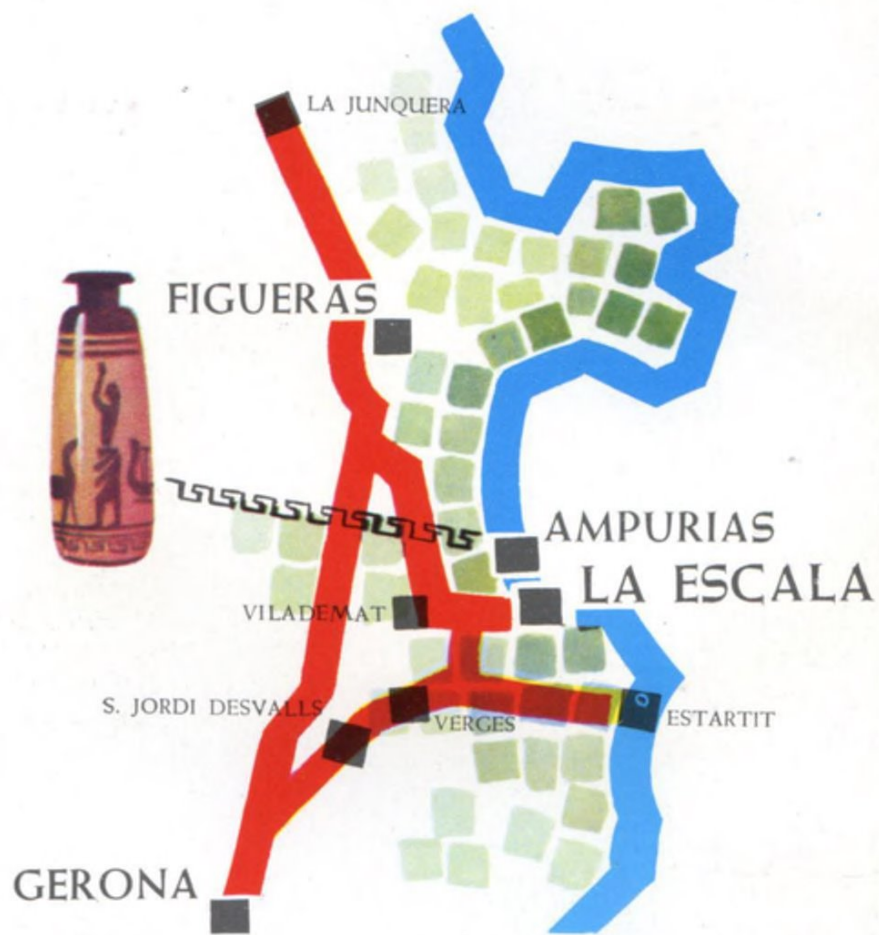 LA JUNQUERA
FIGUERAS
AMPURIAS
LA ESCALA
VILADEMAT
S. JORDI DESVALLS
VERGES
ESTARTIT
GERONA